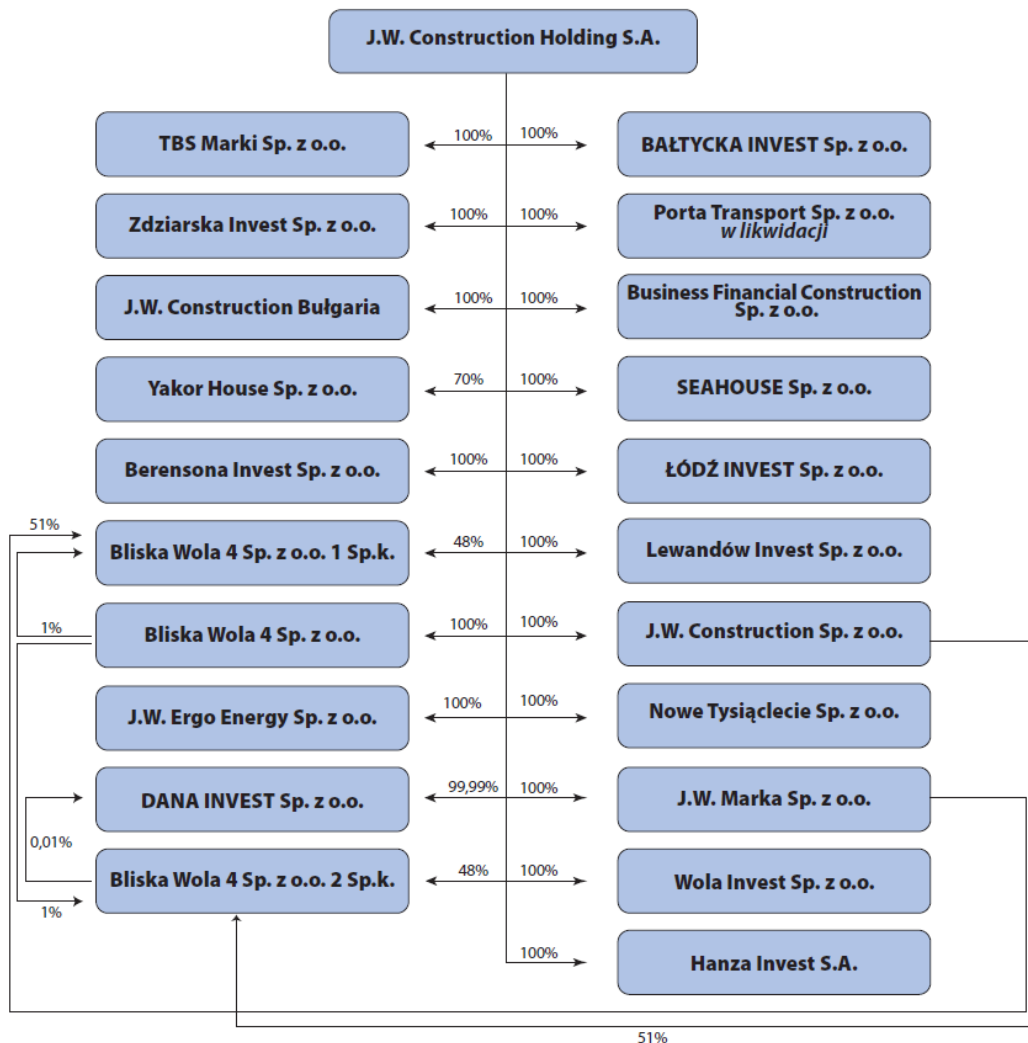 J.W. Construction Holding S.A.
TBS Marki Sp. z o.o.
100%
100%
BAŁTYCKA INVEST Sp. z o.o.
Zdziarska Invest Sp. z o.o.
100%
100%
Porta Transport Sp. z o.o.
w likwidacji
J.W. Construction Bułgaria
100%
100%
Business Financial Construction
Sp. z o.o.
Yakor House Sp. z o.o.
70%
100%
SEAHOUSE Sp. z o.o.
Berensona Invest Sp. z o.o.
100%
100%
ŁÓDŹ INVEST Sp. z o.o.
51%
Bliska Wola 4 Sp. z o.o. 1 Sp.k.
48%
100%
Lewandów Invest Sp. z o.o.
1%
Bliska Wola 4 Sp. z o.o.
100%
100%
J.W. Construction Sp. z o.o.
J.W. Ergo Energy Sp. z o.o.
100%
100%
Nowe Tysiąclecie Sp. z o.o.
DANA INVEST Sp. z o.o.
99,99%
100%
J.W. Marka Sp. z o.o.
0,01%
Bliska Wola 4 Sp. z o.o. 2 Sp.k.
48%
100%
Wola Invest Sp. z o.o.
1%
100%
Hanza Invest S.A.
51%